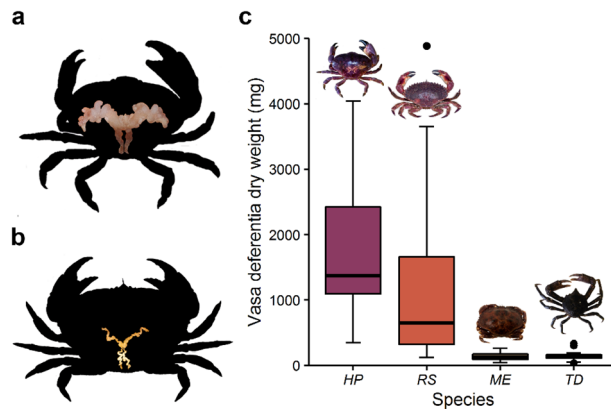 a
b
c
Vasa deferentia dry weight (mg)
5000
4000
3000
2000
1000
0
HP RS ME TD
Species